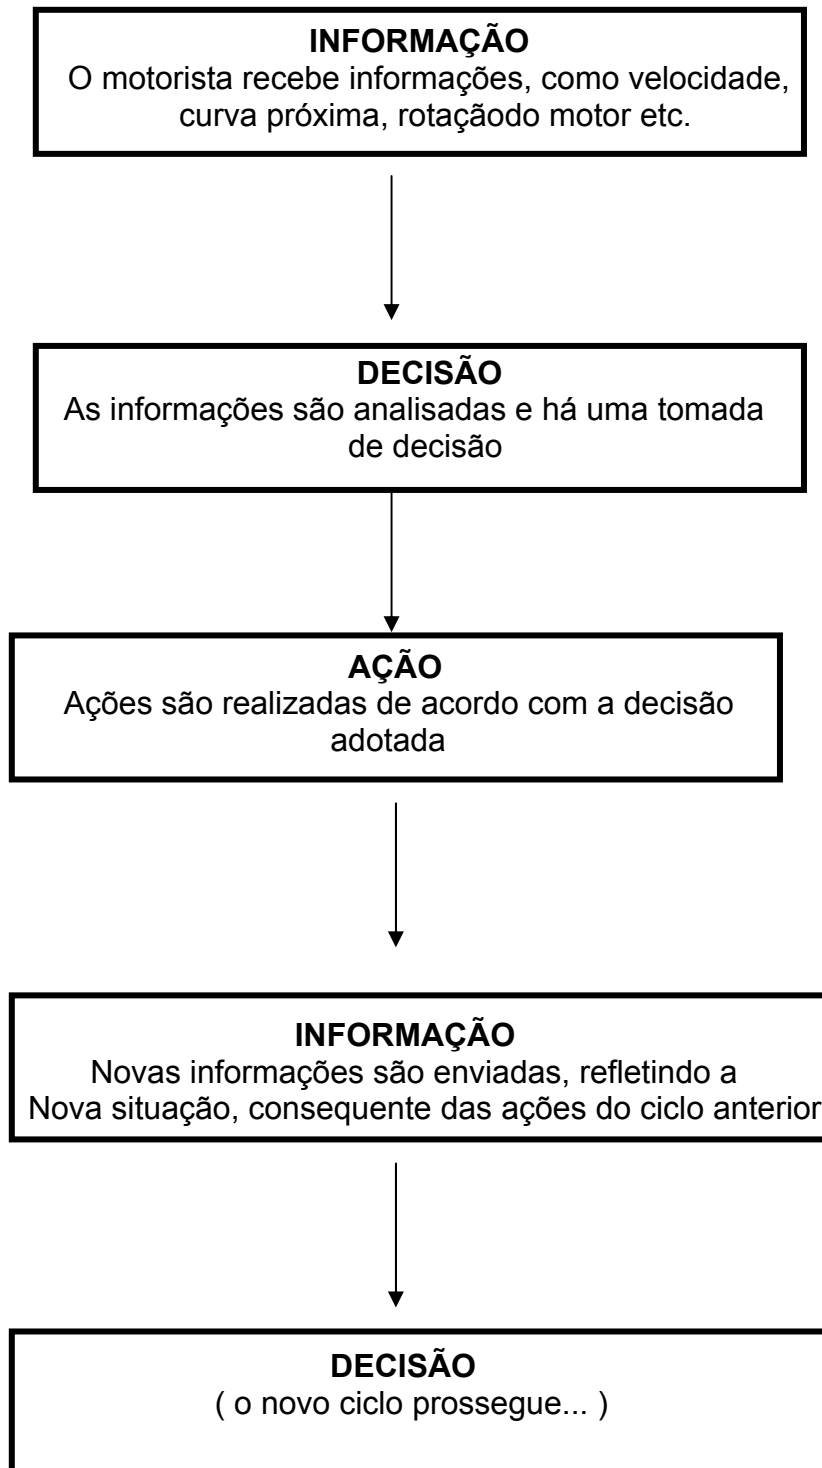 INFORMAÇÃO
O motorista recebe informações, como velocidade,
curva próxima, rotaçãodo motor etc.
DECISÃO
As informações são analisadas e há uma tomada
de decisão
AÇÃO
Ações são realizadas de acordo com a decisão
adotada
INFORMAÇÃO
Novas informações são enviadas, refletindo a
Nova situação, consequente das ações do ciclo anterior
DECISÃO
( o novo ciclo prossegue... )